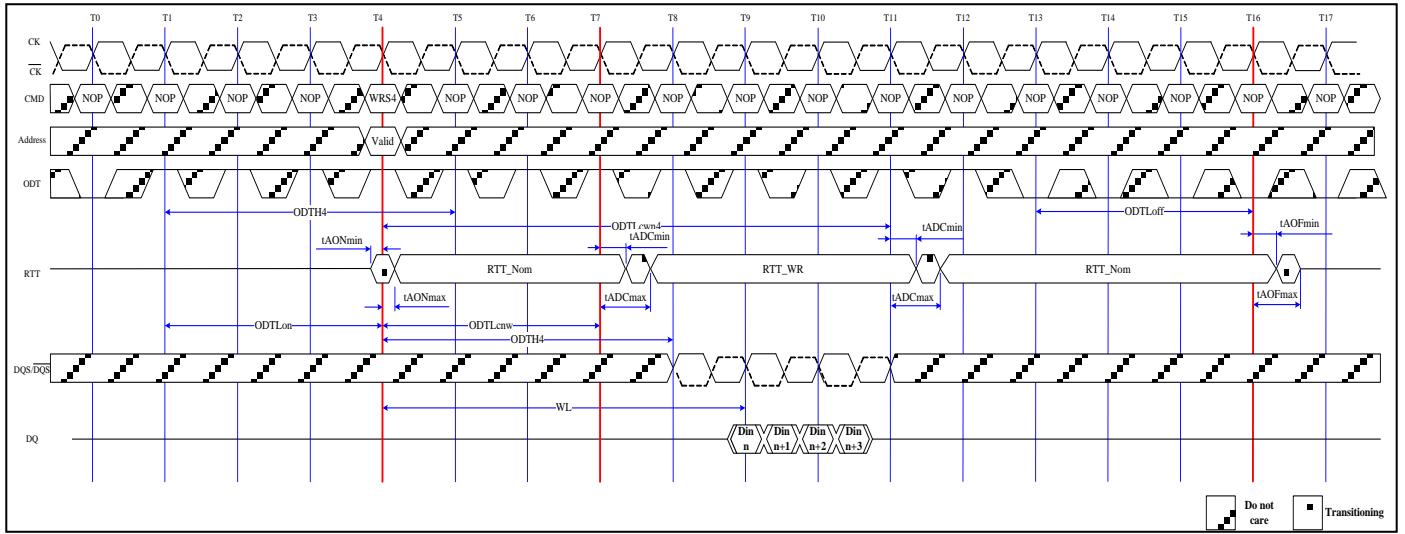 T0 T1 T2 T3 T4 T5 T6 T7 T8 T9 T10 T11 T12 T13 T14 T15 T16 T17
CK
CK
CMD NOP NOP NOP NOP WRS4 NOP NOP NOP NOP NOP NOP NOP NOP NOP NOP NOP NOP NOP
Address Valid
ODT
ODTH4 ODTLoff
ODTLcwn4
tADCmin tADCmin tAOFmin
tAONmin
RTT RTT_Nom RTT_WR RTT_Nom
tAONmax tADCmax tADCmax tAOFmax
ODTLon ODTLcnw
ODTH4
DQS/DQS
WL
DQ
Din Din Din Din
n n+1 n+2 n+3
Do not
care
Transitioning